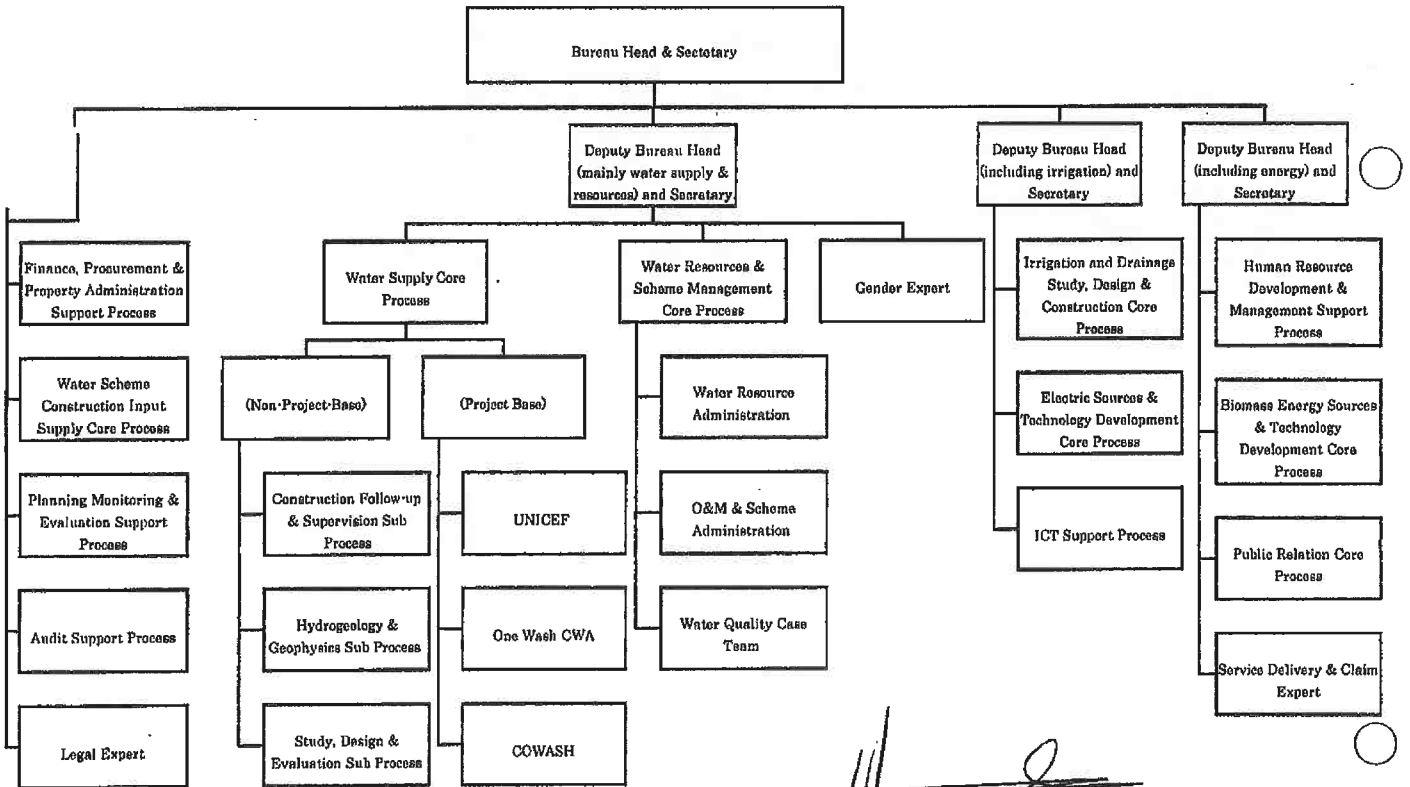 Bureau Head & Sectetary
Deputy Bureau Head
(mainly water supply &
resources) and Secretary
Deputy Bureau Head
(including irrigation) and
Secretary
Deputy Bureau Head
(including energy) and
Secretary
Finance, Procurement &
Property Administration
Support Process
Water Supply Core
Process
Water Resources &
Scheme Management
Core Process
Gender Expert
Irrigation and Drainage
Study, Design &
Construction Core
Process
Human Resource
Development &
Management Support
Process
Water Scheme
Construction Input
Supply Core Process
(Non-Project-Base)
(Project Base)
Water Resource
Administration
Electric Sources &
Technology Development
Core Process
Biomass Energy Sources
& Technology
Development Core
Process
Planning Monitoring &
Evaluation Support
Process
Construction Follow-up
& Supervision Sub
Process
UNICEF
O&M & Scheme
Administration
ICT Support Process
Public Relation Core
Process
Audit Support Process
Hydrogeology &
Geophysics Sub Process
One Wash CWA
Water Quality Case
Team
Service Delivery & Claim
Expert
Legal Expert
Study, Design &
Evaluation Sub Process
COWASH